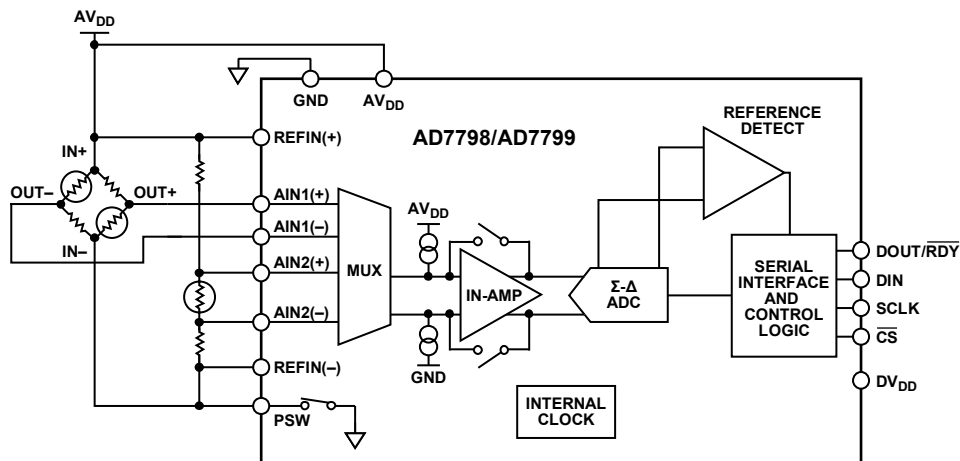 AVDD
GND
AVDD
REFERENCE
DETECT
AD7798/AD7799
REFIN(+)
IN+
OUT–
OUT+
AIN1(+)
AIN1(–)
IN–
AIN2(+)
AIN2(–)
REFIN(–)
PSW
MUX
AVDD
GND
IN-AMP
Σ-Δ
ADC
INTERNAL
CLOCK
SERIAL
INTERFACE
AND
CONTROL
LOGIC
DOUT/RDY
DIN
SCLK
CS
DVDD